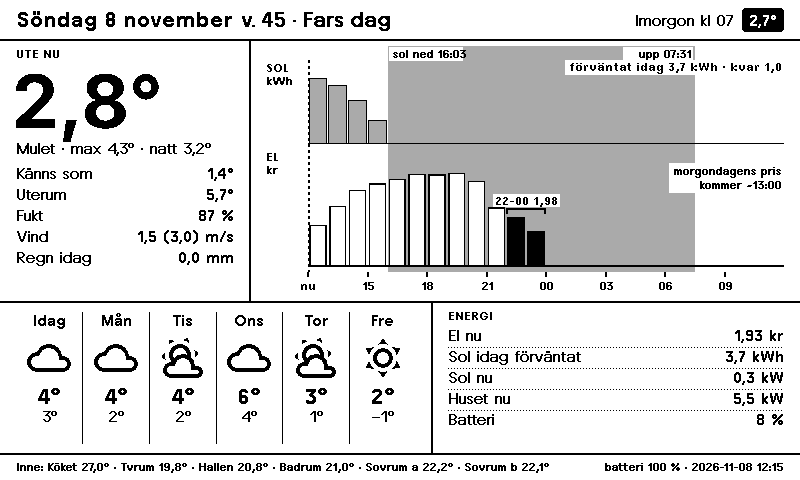 Söndag 8 november v. 45 · Fars dag
Imorgon kl 07 2,7°
UTE NU
2,8°
Mulet · max 4,3° · natt 3,2°
Känns som 1,4°
Uterum 5,7°
Fukt 87 %
Vind 1,5 (3,0) m/s
Regn idag 0,0 mm
sol ned 16:03
upp 07:31
SOL
kWh
förväntat idag 3,7 kWh · kvar 1,0
EL
kr
morgondagens pris
kommer ~13:00
22-00 1,98
nu 15 18 21 00 03 06 09
Idag Mån Tis Ons Tor Fre
4° 4° 4° 6° 3° 2°
3° 2° 2° 4° 1° −1°
ENERGI
El nu 1,93 kr
Sol idag förväntat 3,7 kWh
Sol nu 0,3 kW
Huset nu 5,5 kW
Batteri 8 %
Inne: Köket 27,0° · Tvrum 19,8° · Hallen 20,8° · Badrum 21,0° · Sovrum a 22,2° · Sovrum b 22,1°
batteri 100 % · 2026-11-08 12:15